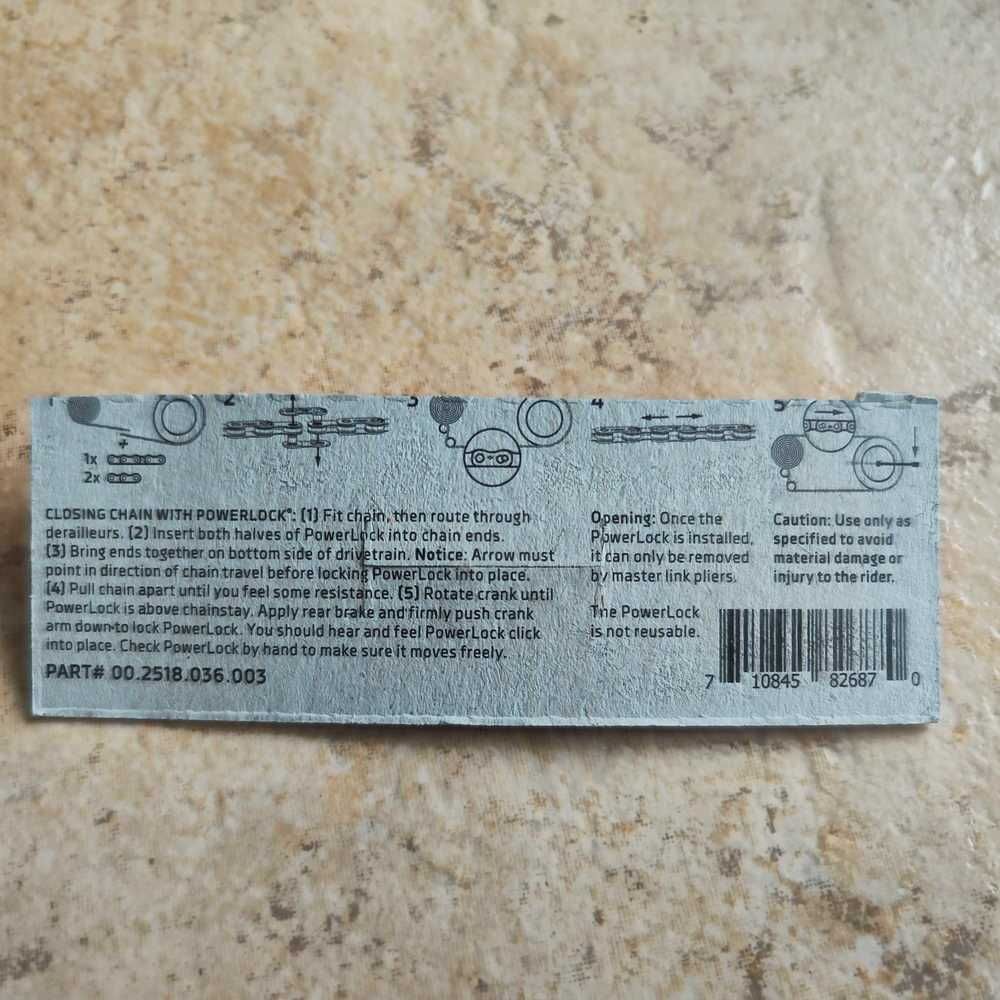 1 2 3 4 5
1x
2x
CLOSING CHAIN WITH POWERLOCK®: (1) Fit chain, then route through
derailleurs. (2) Insert both halves of PowerLock into chain ends.
(3) Bring ends together on bottom side of drivetrain. Notice: Arrow must
point in direction of chain travel before locking PowerLock into place.
(4) Pull chain apart until you feel some resistance. (5) Rotate crank until
PowerLock is above chainstay. Apply rear brake and firmly push crank
arm down to lock PowerLock. You should hear and feel PowerLock click
into place. Check PowerLock by hand to make sure it moves freely.
PART# 00.2518.036.003
Opening: Once the
PowerLock is installed,
it can only be removed
by master link pliers.
The PowerLock
is not reusable.
Caution: Use only as
specified to avoid
material damage or
injury to the rider.
7 10845 82687 0